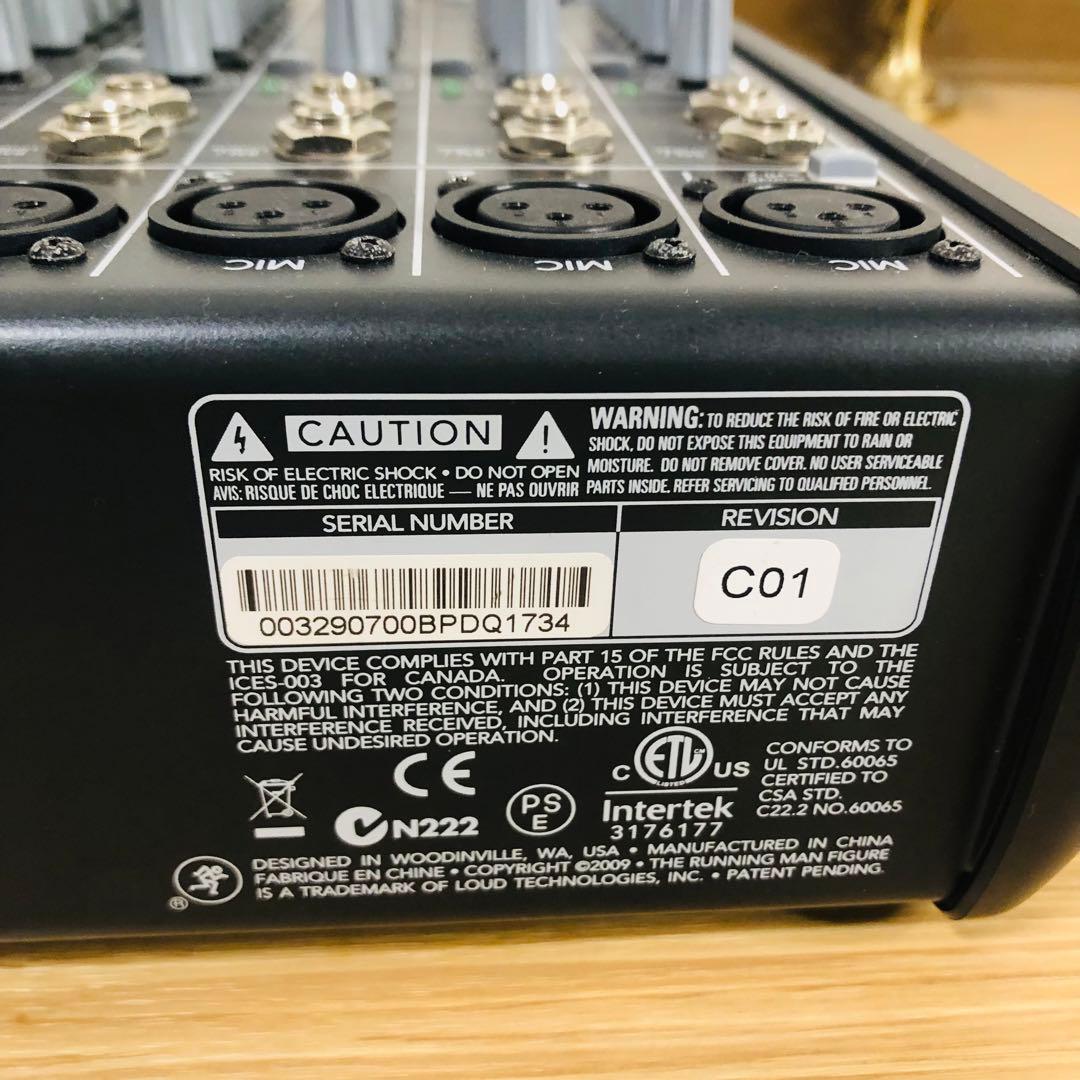 MIC MIC MIC
CAUTION
RISK OF ELECTRIC SHOCK • DO NOT OPEN
AVIS: RISQUE DE CHOC ELECTRIQUE — NE PAS OUVRIR
WARNING: TO REDUCE THE RISK OF FIRE OR ELECTRIC
SHOCK, DO NOT EXPOSE THIS EQUIPMENT TO RAIN OR
MOISTURE. DO NOT REMOVE COVER. NO USER SERVICEABLE
PARTS INSIDE. REFER SERVICING TO QUALIFIED PERSONNEL.
SERIAL NUMBER
003290700BPDQ1734
REVISION
C01
THIS DEVICE COMPLIES WITH PART 15 OF THE FCC RULES AND THE
ICES-003 FOR CANADA. OPERATION IS SUBJECT TO THE
FOLLOWING TWO CONDITIONS: (1) THIS DEVICE MAY NOT CAUSE
HARMFUL INTERFERENCE, AND (2) THIS DEVICE MUST ACCEPT ANY
INTERFERENCE RECEIVED, INCLUDING INTERFERENCE THAT MAY
CAUSE UNDESIRED OPERATION.
CE
N222
PS
E
C ETL CM US
LISTED
Intertek
3176177
CONFORMS TO
UL STD.60065
CERTIFIED TO
CSA STD.
C22.2 NO.60065
DESIGNED IN WOODINVILLE, WA, USA • MANUFACTURED IN CHINA
FABRIQUE EN CHINE • COPYRIGHT ©2009 • THE RUNNING MAN FIGURE
IS A TRADEMARK OF LOUD TECHNOLOGIES, INC. • PATENT PENDING.
®